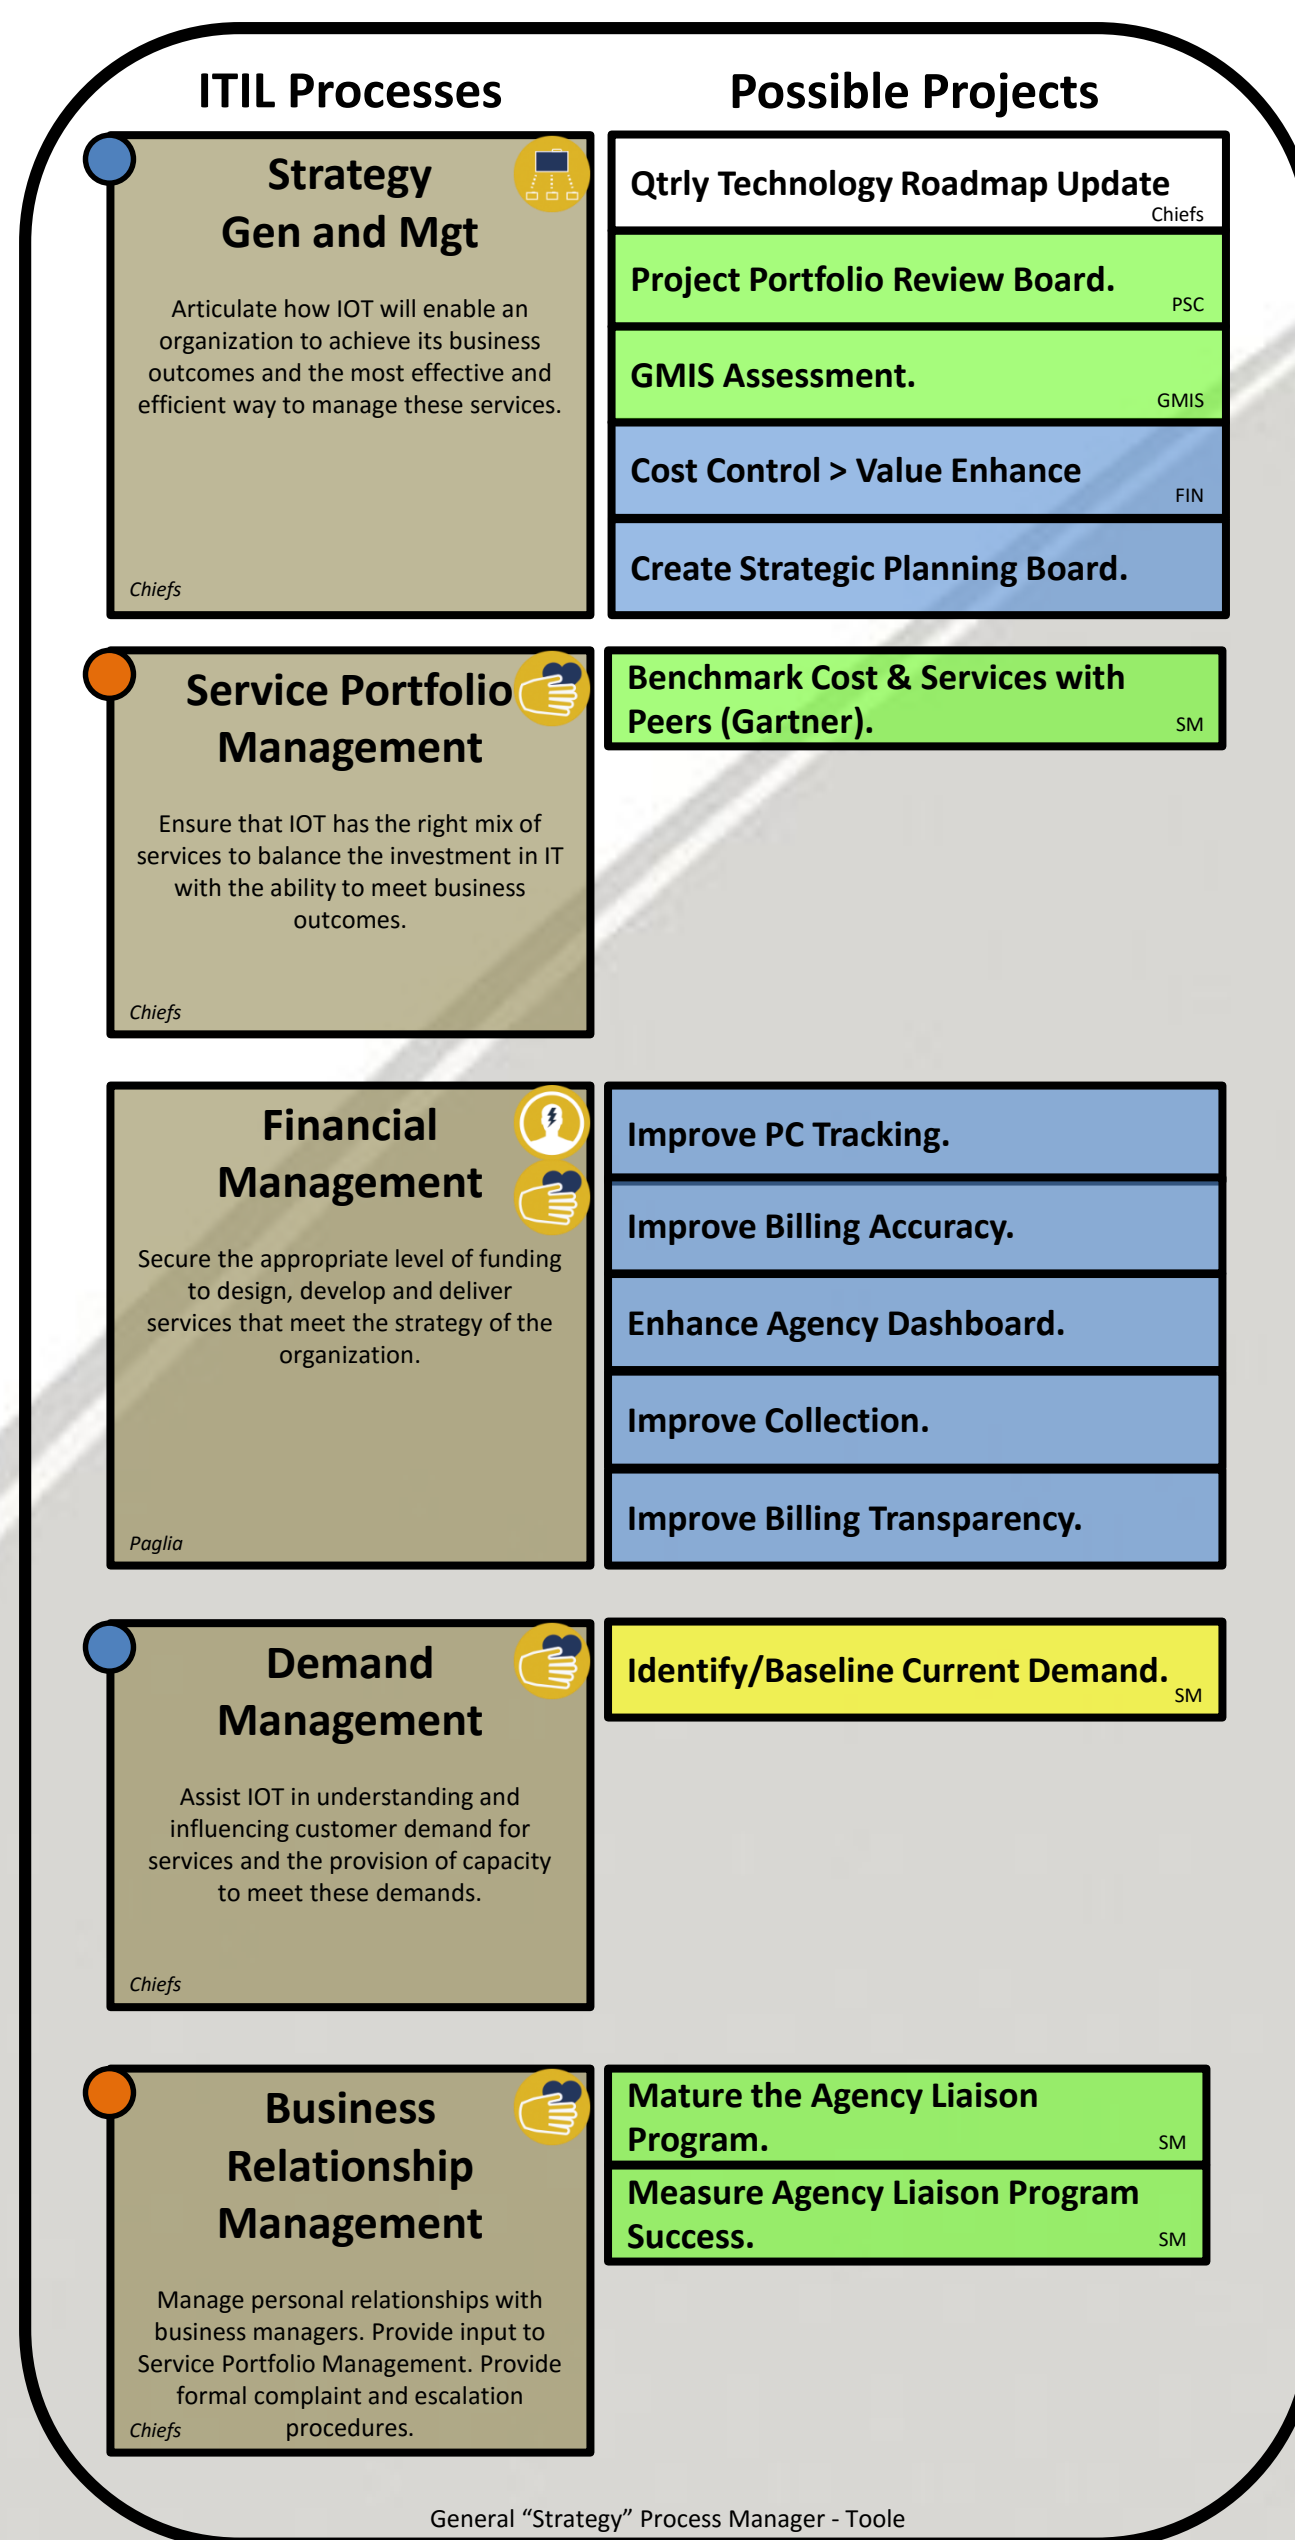 ITIL Processes
Possible Projects
Strategy
Gen and Mgt
Articulate how IOT will enable an
organization to achieve its business
outcomes and the most effective and
efficient way to manage these services.
Chiefs
Qtrly Technology Roadmap Update
Chiefs
Project Portfolio Review Board.
PSC
GMIS Assessment.
GMIS
Cost Control > Value Enhance
FIN
Create Strategic Planning Board.
Service Portfolio
Management
Ensure that IOT has the right mix of
services to balance the investment in IT
with the ability to meet business
outcomes.
Chiefs
Benchmark Cost & Services with
Peers (Gartner).
SM
Financial
Management
Secure the appropriate level of funding
to design, develop and deliver
services that meet the strategy of the
organization.
Paglia
Improve PC Tracking.
Improve Billing Accuracy.
Enhance Agency Dashboard.
Improve Collection.
Improve Billing Transparency.
Demand
Management
Assist IOT in understanding and
influencing customer demand for
services and the provision of capacity
to meet these demands.
Chiefs
Identify/Baseline Current Demand.
SM
Business
Relationship
Management
Manage personal relationships with
business managers. Provide input to
Service Portfolio Management. Provide
formal complaint and escalation
procedures.
Chiefs
Mature the Agency Liaison
Program.
SM
Measure Agency Liaison Program
Success.
SM
General “Strategy” Process Manager - Toole